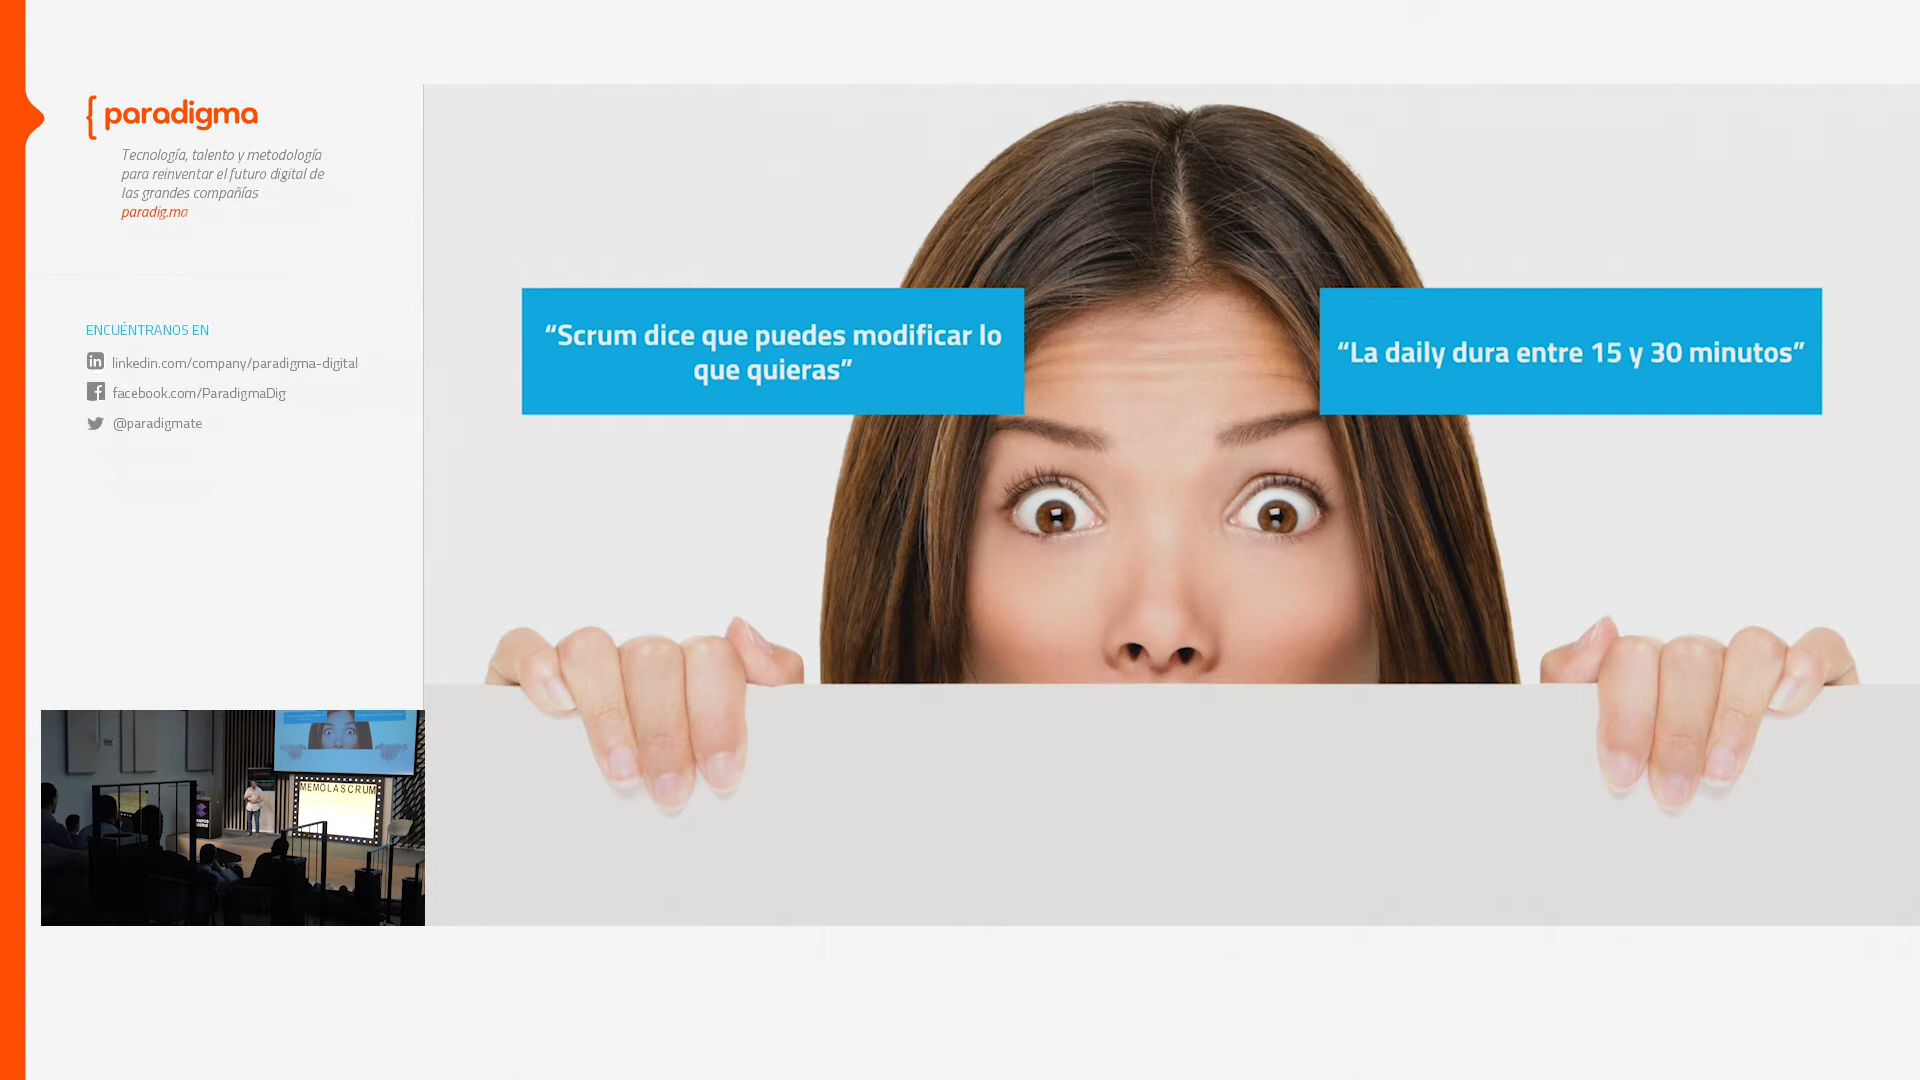 { paradigma
Tecnología, talento y metodología
para reinventar el futuro digital de
las grandes compañías
paradig.ma
ENCUÉNTRANOS EN
in linkedin.com/company/paradigma-digital
facebook.com/ParadigmaDig
@paradigmate
“Scrum dice que puedes modificar lo
que quieras”
“La daily dura entre 15 y 30 minutos”
MEMOLASCRUM